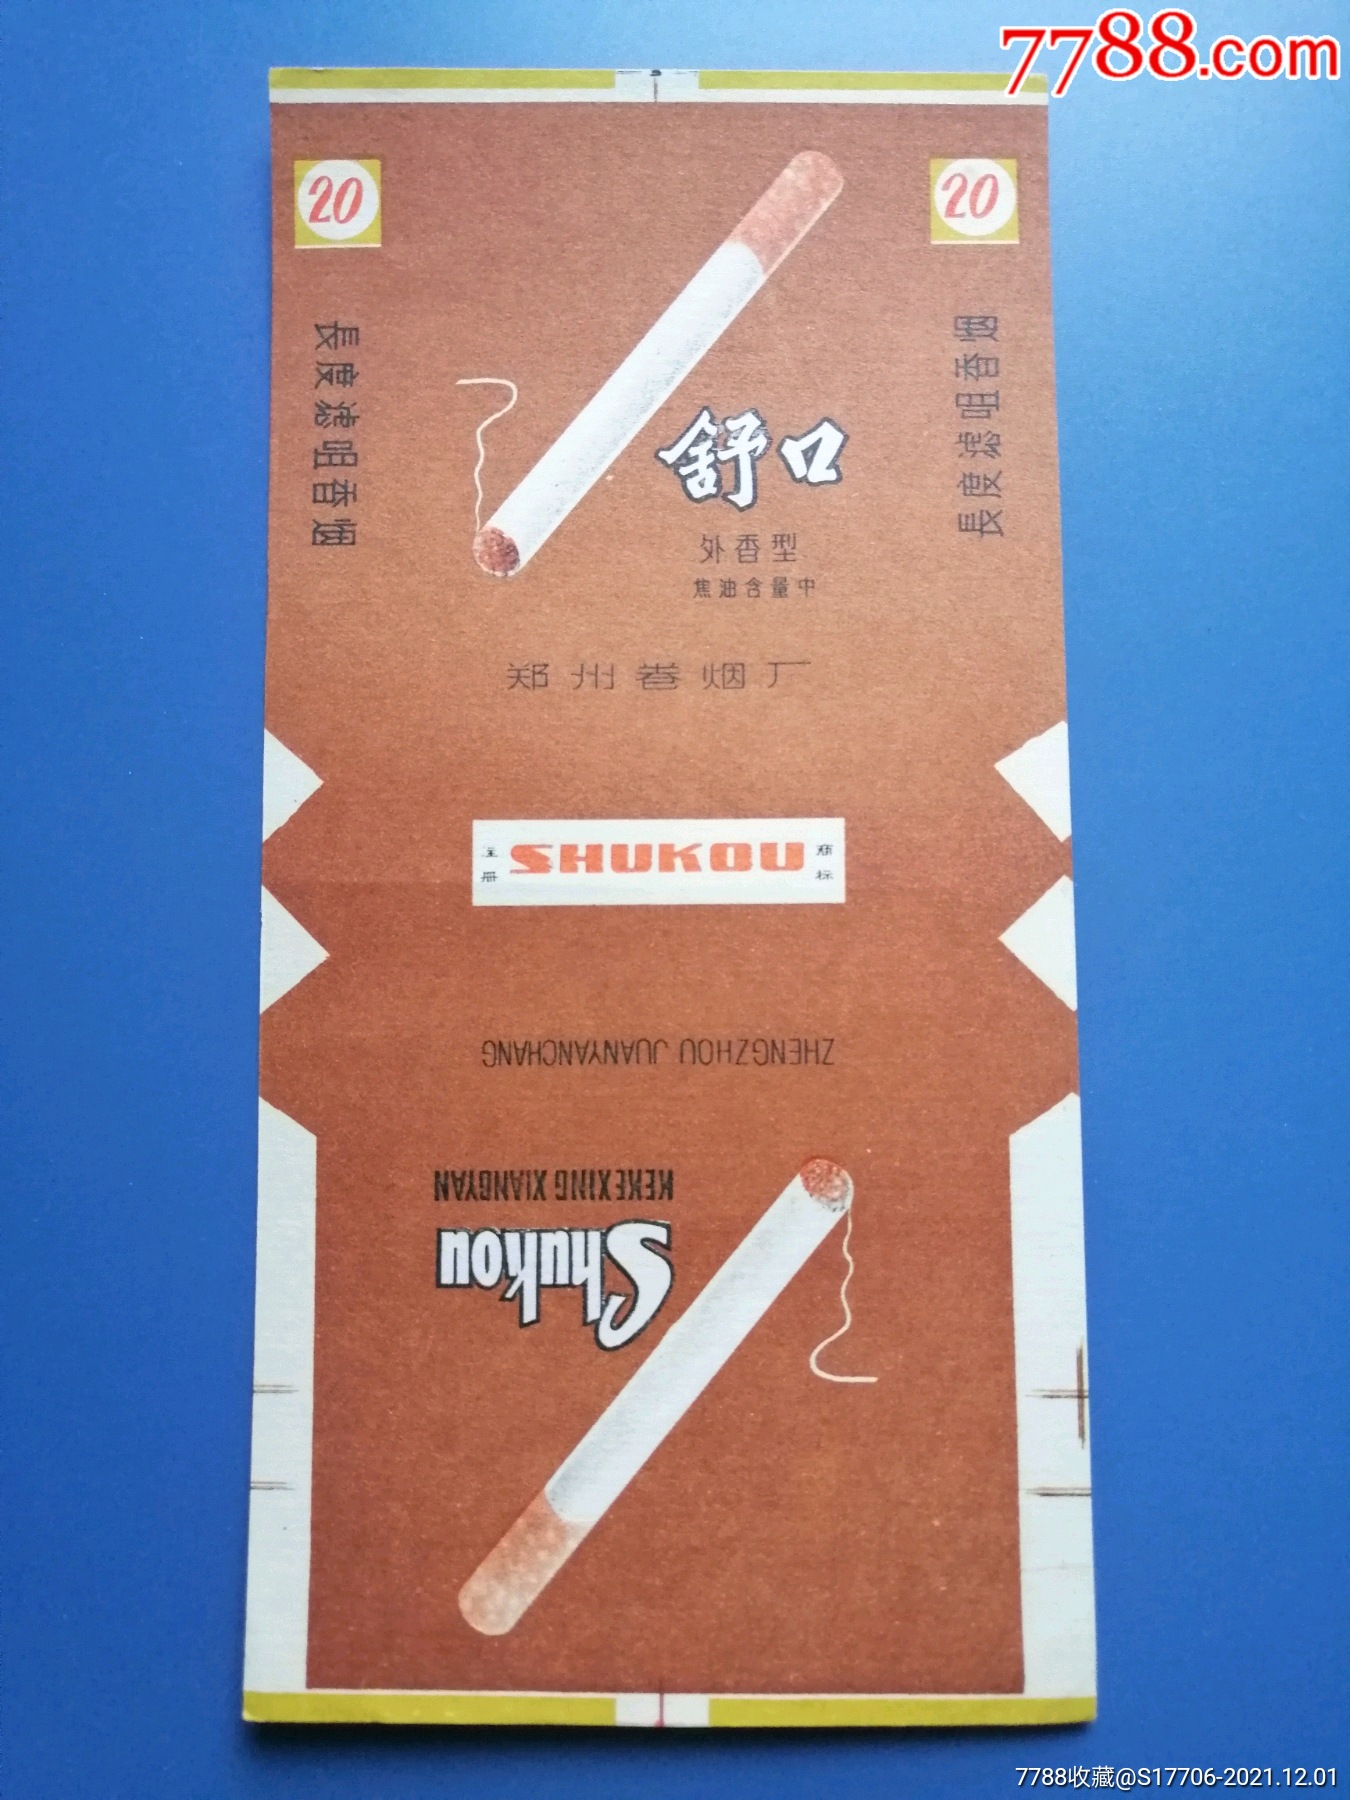 7788.com
20
20
長度滤咀香烟
長度滤咀香烟
舒口
外香型
焦油含量中
郑州卷烟厂
注册
SHUKOU
商标
ZHENGZHOU JUANYANCHANG
KEKEXING XIANGYAN
Shukou
7788收藏@S17706-2021.12.01